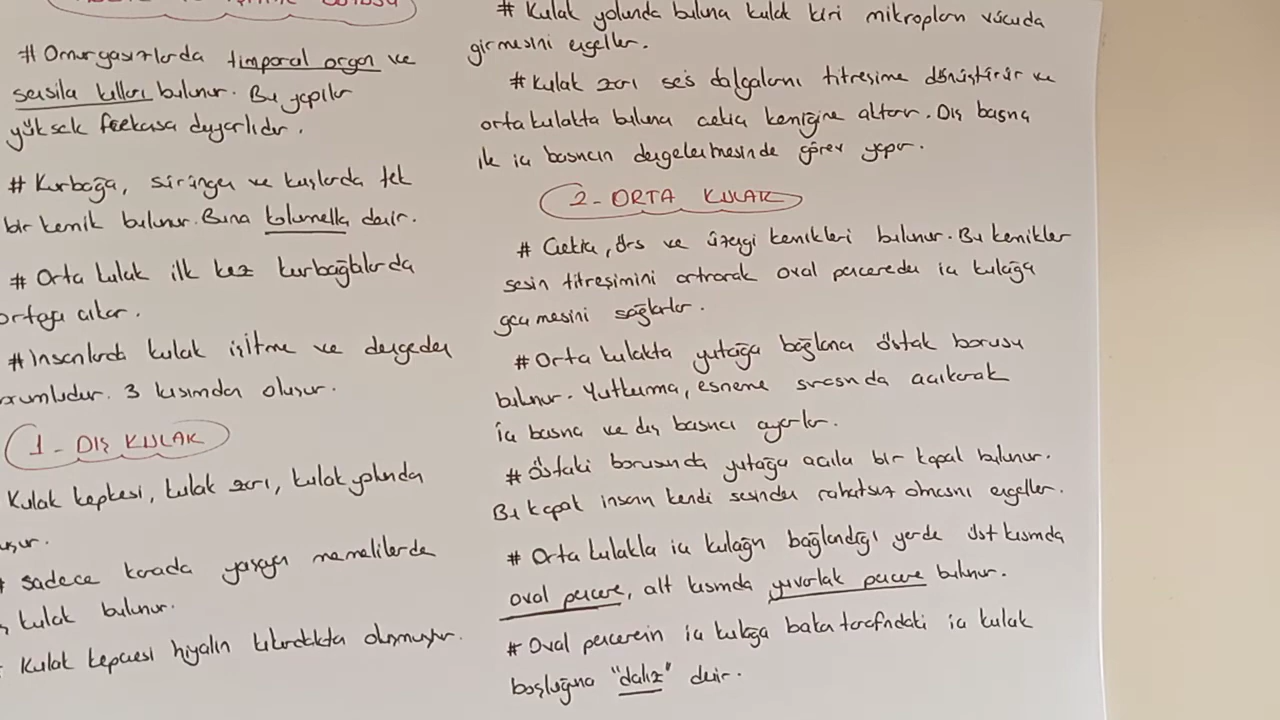 # Omurgasızlarda timporal organ ve
sensila kılları bulunur. Bu yapılar
yüksek frekansa duyarlıdır.
# Kurbağa, sürüngen ve kuşlarda tek
bir kemik bulunur. Buna kolumella denir.
# Orta kulak ilk kez kurbağalarda
ortaya çıkar.
# İnsanlarda kulak işitme ve dengeden
orumludur. 3 kısımdan oluşur.
1- DIŞ KULAK
Kulak kepçesi, kulak zarı, kulak yolundan
uşur.
# Sadece karada yaşayan memelilerde
ş kulak bulunur.
Kulak kepçesi hiyalin kıkırdaktan oluşmuştur.
# Kulak yolunda bulunan kulak kiri mikropların vücuda
girmesini engeller.
# Kulak zarı ses dalgalarını titreşime dönüştürür ve
orta kulakta bulunan çekiç kemiğine aktarır. Dış basınç
ile iç basıncın dengelenmesinde görev yapar.
2- ORTA KULAK
# Çekiç, örs ve üzengi kemikleri bulunur. Bu kemikler
sesin titreşimini artırarak oval pencereden iç kulağa
geçmesini sağlarlar.
# Orta kulakta yutağa bağlanan östaki borusu
bulunur. Yutkunma, esneme sırasında açılarak
iç basınç ve dış basıncı ayarlar.
# Östaki borusunda yutağa açılan bir kapak bulunur.
Bu kapak insanın kendi sesinden rahatsız olmasını engeller.
# Orta kulakla iç kulağın bağlandığı yerde üst kısımda
oval pencere, alt kısımda yuvarlak pencere bulunur.
# Oval pencerenin iç kulağa bakan tarafındaki iç kulak
boşluğuna "dalız" denir.